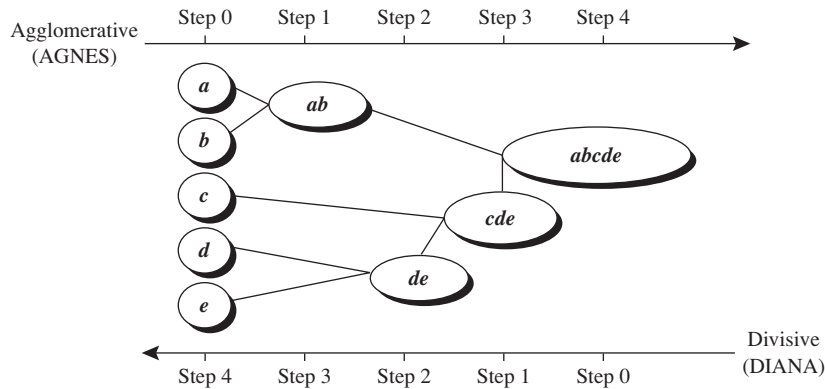 Step 0 Step 1 Step 2 Step 3 Step 4
Agglomerative
(AGNES)
a
ab
b
abcde
c
cde
d
de
e
Divisive
(DIANA)
Step 4 Step 3 Step 2 Step 1 Step 0